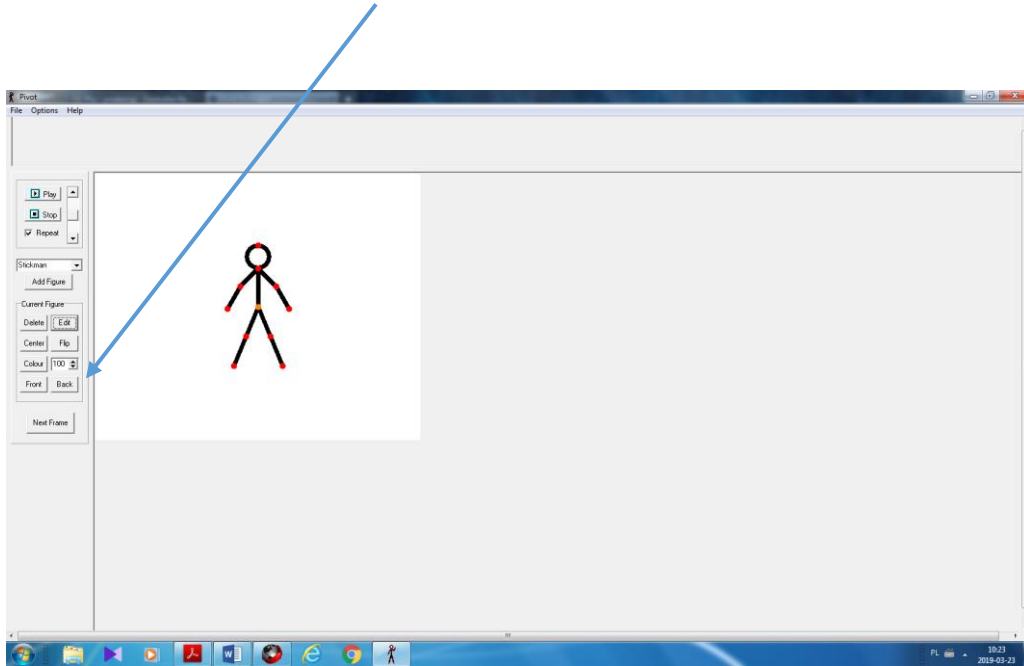 Pivot
File Options Help
Play
Stop
Repeat
Stickman
Add Figure
Current Figure
Delete Edit
Center Flip
Colour 100
Front Back
Next Frame
PL 10:23
2019-03-23